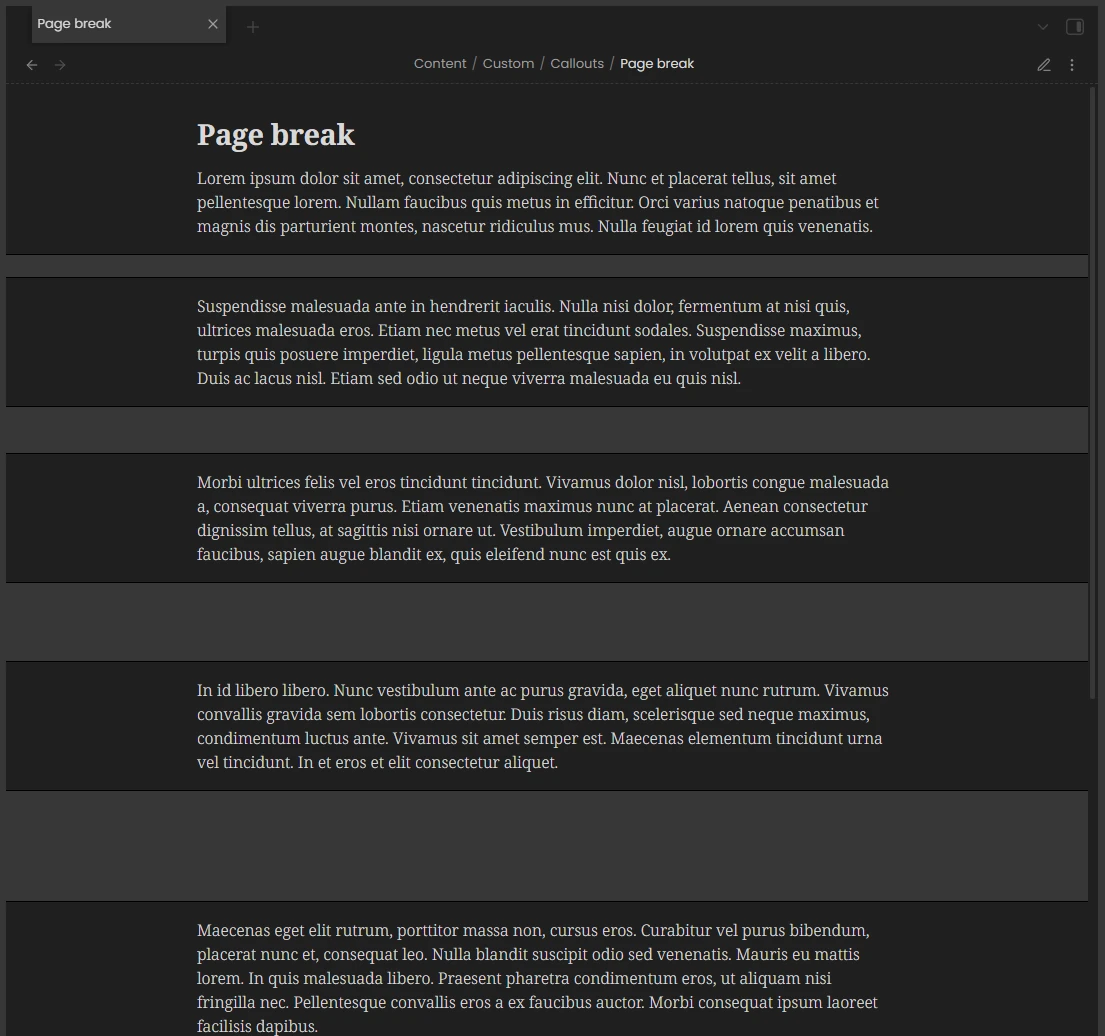 Page break
Content / Custom / Callouts / Page break
Page break
Lorem ipsum dolor sit amet, consectetur adipiscing elit. Nunc et placerat tellus, sit amet
pellentesque lorem. Nullam faucibus quis metus in efficitur. Orci varius natoque penatibus et
magnis dis parturient montes, nascetur ridiculus mus. Nulla feugiat id lorem quis venenatis.
Suspendisse malesuada ante in hendrerit iaculis. Nulla nisi dolor, fermentum at nisi quis,
ultrices malesuada eros. Etiam nec metus vel erat tincidunt sodales. Suspendisse maximus,
turpis quis posuere imperdiet, ligula metus pellentesque sapien, in volutpat ex velit a libero.
Duis ac lacus nisl. Etiam sed odio ut neque viverra malesuada eu quis nisl.
Morbi ultrices felis vel eros tincidunt tincidunt. Vivamus dolor nisl, lobortis congue malesuada
a, consequat viverra purus. Etiam venenatis maximus nunc at placerat. Aenean consectetur
dignissim tellus, at sagittis nisi ornare ut. Vestibulum imperdiet, augue ornare accumsan
faucibus, sapien augue blandit ex, quis eleifend nunc est quis ex.
In id libero libero. Nunc vestibulum ante ac purus gravida, eget aliquet nunc rutrum. Vivamus
convallis gravida sem lobortis consectetur. Duis risus diam, scelerisque sed neque maximus,
condimentum luctus ante. Vivamus sit amet semper est. Maecenas elementum tincidunt urna
vel tincidunt. In et eros et elit consectetur aliquet.
Maecenas eget elit rutrum, porttitor massa non, cursus eros. Curabitur vel purus bibendum,
placerat nunc et, consequat leo. Nulla blandit suscipit odio sed venenatis. Mauris eu mattis
lorem. In quis malesuada libero. Praesent pharetra condimentum eros, ut aliquam nisi
fringilla nec. Pellentesque convallis eros a ex faucibus auctor. Morbi consequat ipsum laoreet
facilisis dapibus.